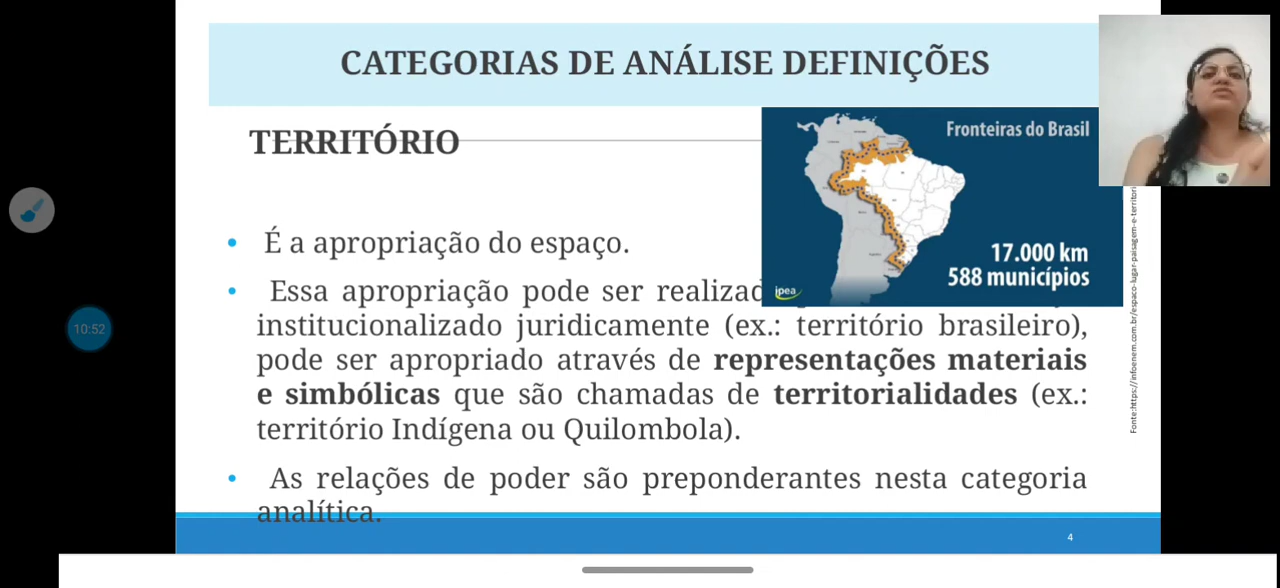 CATEGORIAS DE ANÁLISE DEFINIÇÕES
TERRITÓRIO
Fronteiras do Brasil
17.000 km
588 municípios
ipea
• É a apropriação do espaço.
• Essa apropriação pode ser
institucionalizado juridicamente (ex.: território brasileiro),
pode ser apropriado através de representações materiais
e simbólicas que são chamadas de territorialidades (ex.:
território Indígena ou Quilombola).
• As relações de poder são preponderantes nesta categoria
analítica.
10:52
4